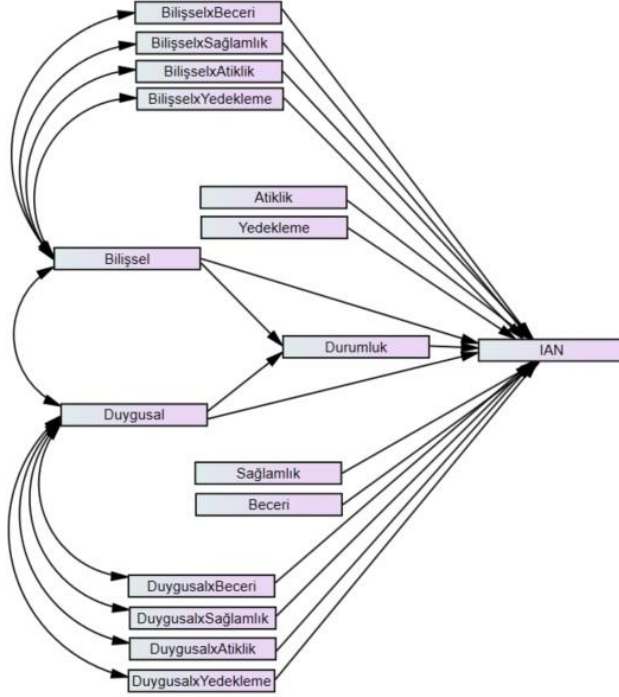 BilişselxBeceri
BilişselxSağlamlık
BilişselxAtiklik
BilişselxYedekleme
Atiklik
Yedekleme
Bilişsel
Durumluk
IAN
Duygusal
Sağlamlık
Beceri
DuygusalxBeceri
DuygusalxSağlamlık
DuygusalxAtiklik
DuygusalxYedekleme